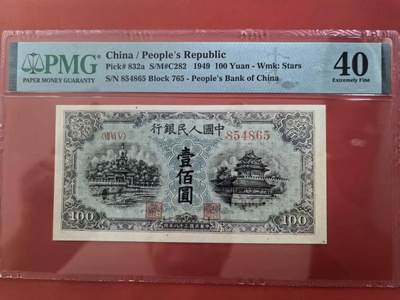 PMG
PAPER MONEY GUARANTY
China / People's Republic
Pick# 832a S/M#C282 1949 100 Yuan - Wmk: Stars
S/N 854865 Block 765 - People's Bank of China
40
Extremely Fine
行銀民人國中
854865
壹佰圓
100
100